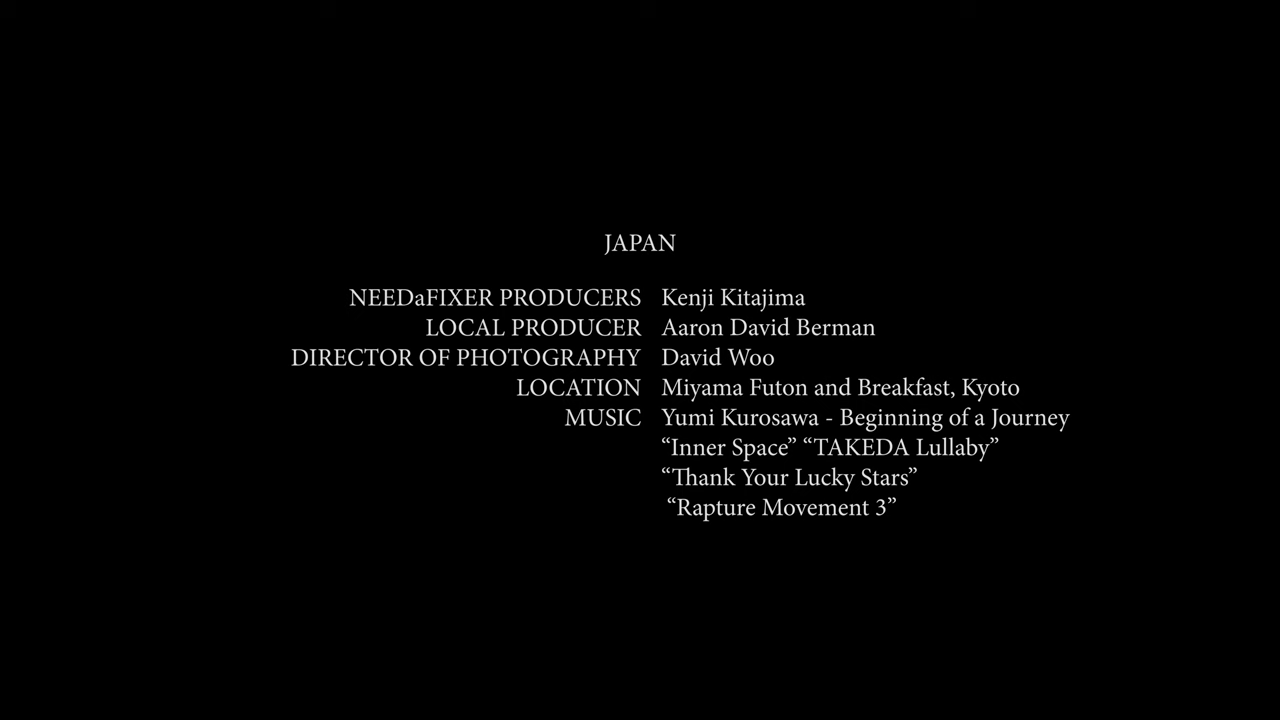 JAPAN
NEEDaFIXER PRODUCERS Kenji Kitajima
LOCAL PRODUCER Aaron David Berman
DIRECTOR OF PHOTOGRAPHY David Woo
LOCATION Miyama Futon and Breakfast, Kyoto
MUSIC Yumi Kurosawa - Beginning of a Journey
“Inner Space” “TAKEDA Lullaby”
“Thank Your Lucky Stars”
“Rapture Movement 3”